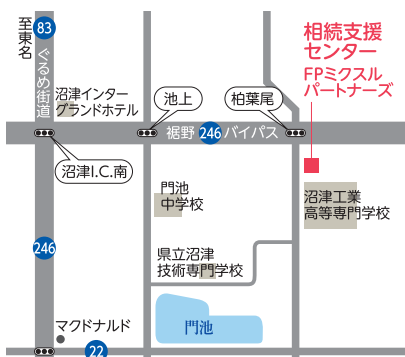 至東名
83
ぐるめ街道
相続支援
センター
FPミクスル
パートナーズ
沼津インター
グランドホテル
池上
柏葉尾
裾野 246 バイパス
沼津I.C.南
門池
中学校
沼津工業
高等専門学校
246
県立沼津
技術専門学校
マクドナルド
門池
22